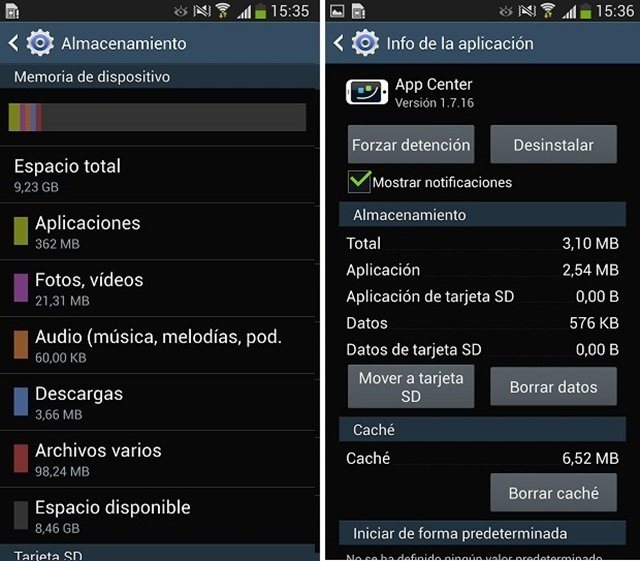 15:35
Almacenamiento
Memoria de dispositivo
Espacio total
9,23 GB
Aplicaciones
362 MB
Fotos, vídeos
21,31 MB
Audio (música, melodías, pod.
60,00 KB
Descargas
3,66 MB
Archivos varios
98,24 MB
Espacio disponible
8,46 GB
Tarjeta SD
15:36
Info de la aplicación
App Center
Versión 1.7.16
Forzar detención
Desinstalar
Mostrar notificaciones
Almacenamiento
Total 3,10 MB
Aplicación 2,54 MB
Aplicación de tarjeta SD 0,00 B
Datos 576 KB
Datos de tarjeta SD 0,00 B
Mover a tarjeta
SD
Borrar datos
Caché
Caché 6,52 MB
Borrar caché
Iniciar de forma predeterminada
No se ha definido ningún valor predeterminado